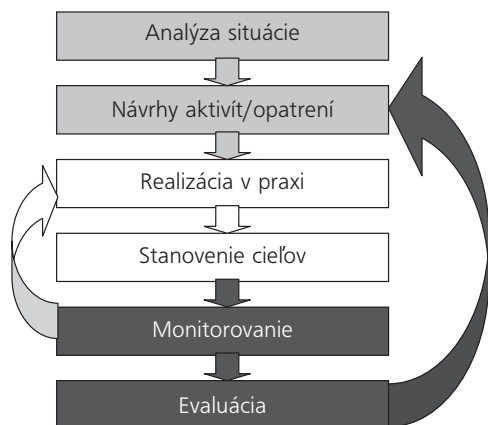 Analýza situácie
Návrhy aktivít/opatrení
Realizácia v praxi
Stanovenie cieľov
Monitorovanie
Evaluácia